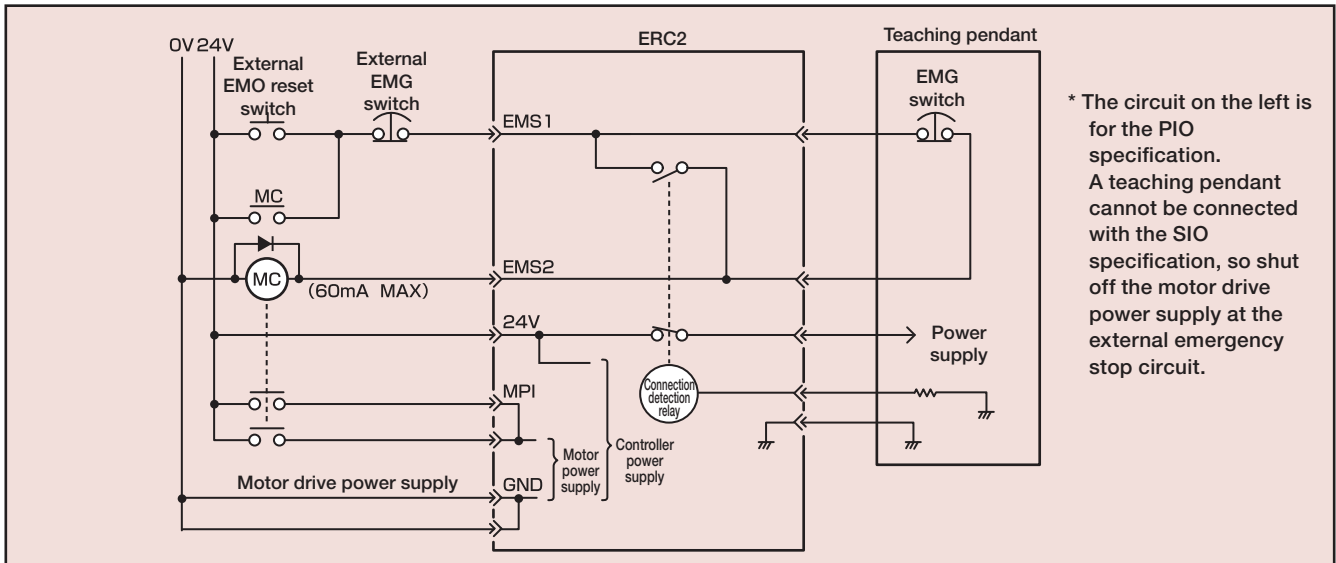 0V 24V
External
EMO reset
switch
External
EMG
switch
ERC2
Teaching pendant
EMG
switch
EMS1
MC
MC
(60mA MAX)
EMS2
24V
Power
supply
Connection
detection
relay
MPI
Motor
power
supply
Controller
power
supply
Motor drive power supply
GND
* The circuit on the left is
for the PIO
specification.
A teaching pendant
cannot be connected
with the SIO
specification, so shut
off the motor drive
power supply at the
external emergency
stop circuit.